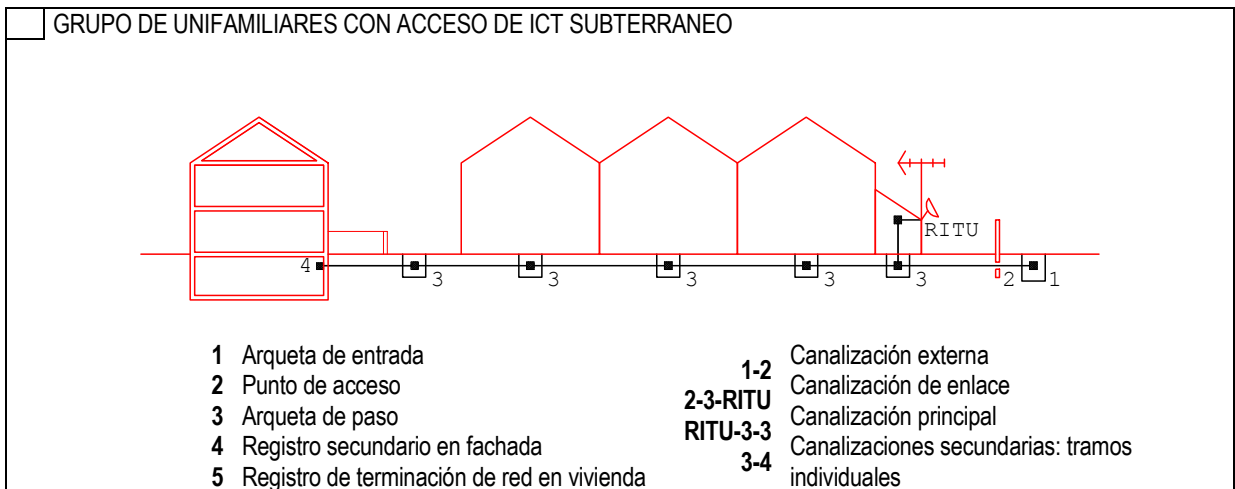 GRUPO DE UNIFAMILIARES CON ACCESO DE ICT SUBTERRANEO
RITU
4
3
3
3
3
3
2
1
1 Arqueta de entrada
2 Punto de acceso
3 Arqueta de paso
4 Registro secundario en fachada
5 Registro de terminación de red en vivienda
1-2 Canalización externa
2-3-RITU Canalización de enlace
RITU-3-3 Canalización principal
3-4 Canalizaciones secundarias: tramos
individuales